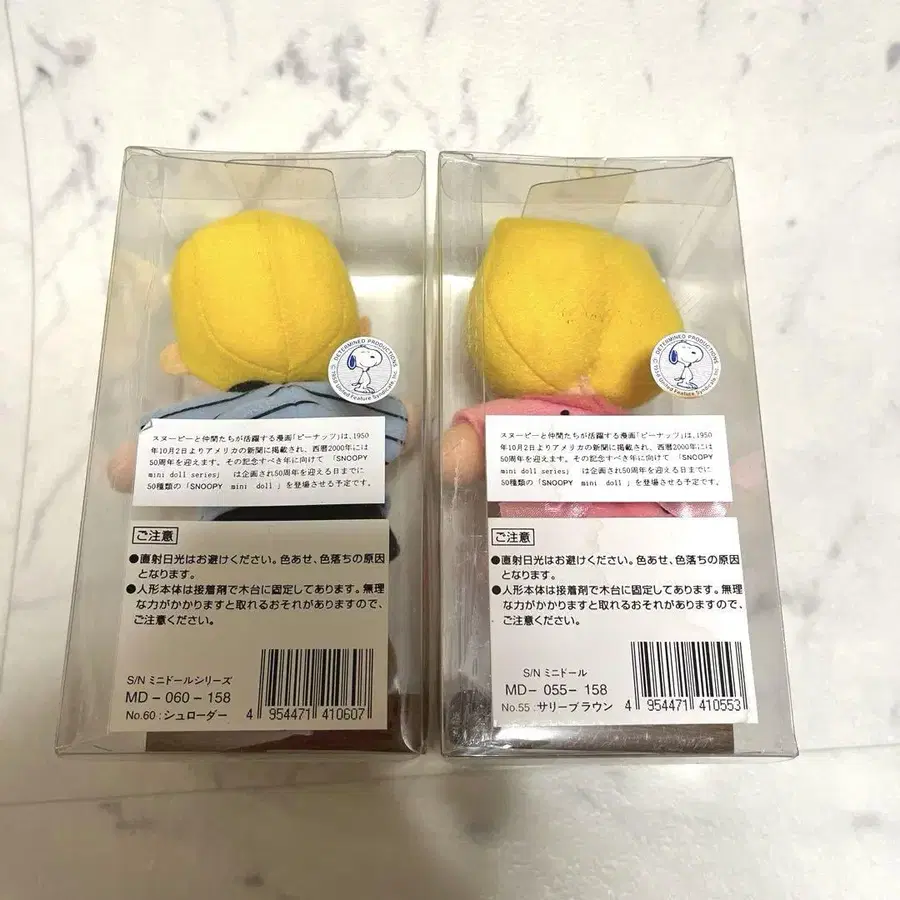 DETERMINED PRODUCTIONS
© 1958 United Feature Syndicate, Inc.
スヌーピーと仲間たちが活躍する漫画「ピーナッツ」は、1950
年10月2日よりアメリカの新聞に掲載され、西暦2000年には
50周年を迎えます。その記念すべき年に向けて 「SNOOPY
mini doll series」 は企画され50周年を迎える日までに
50種類の「SNOOPY mini doll」を登場させる予定です。
ご注意
●直射日光はお避けください。色あせ、色落ちの原因
となります。
●人形本体は接着剤で木台に固定してあります。無理
な力がかかりますと取れるおそれがありますので、
ご注意ください。
S/N ミニドールシリーズ
MD-060-158
No.60:シュローダー
4 954471 410607
DETERMINED PRODUCTIONS
© 1958 United Feature Syndicate, Inc.
スヌーピーと仲間たちが活躍する漫画「ピーナッツ」は、1950
年10月2日よりアメリカの新聞に掲載され、西暦2000年には
50周年を迎えます。その記念すべき年に向けて 「SNOOPY
mini doll series」 は企画され50周年を迎える日までに
50種類の「SNOOPY mini doll」を登場させる予定です。
ご注意
●直射日光はお避けください。色あせ、色落ちの原因
となります。
●人形本体は接着剤で木台に固定してあります。無理
な力がかかりますと取れるおそれがありますので、
ご注意ください。
S/N ミニドール
MD-055-158
No.55:サリーブラウン
4 954471 410553